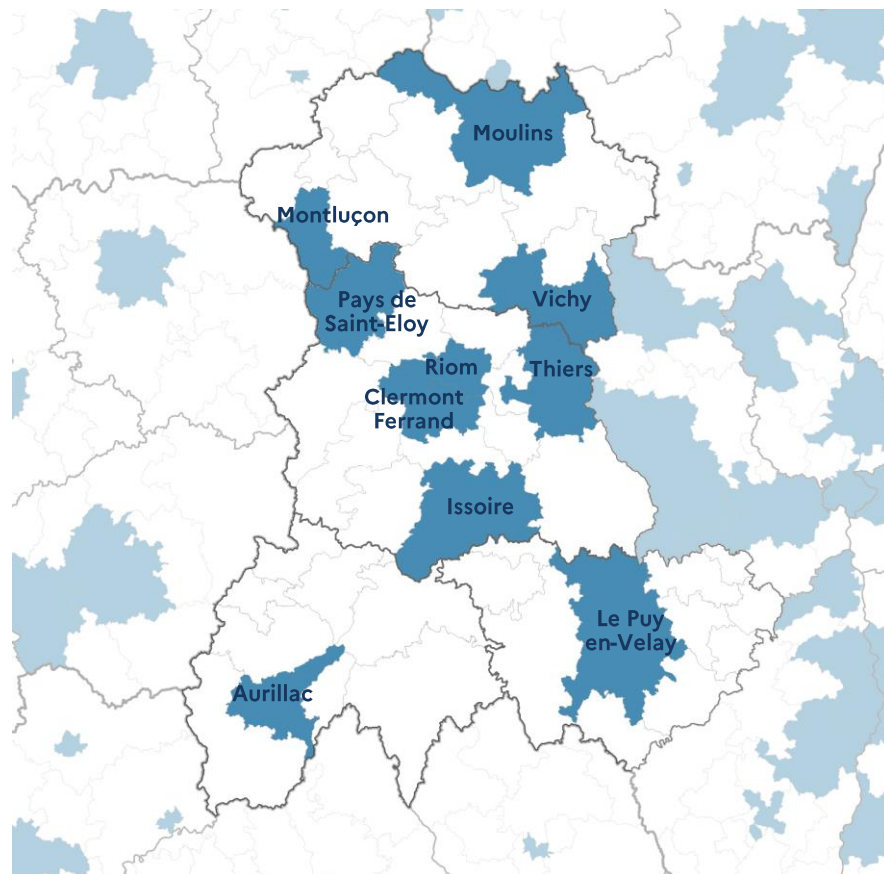 Moulins
Montluçon
Pays de
Saint-Eloy
Vichy
Riom
Thiers
Clermont
Ferrand
Issoire
Le Puy
en-Velay
Aurillac